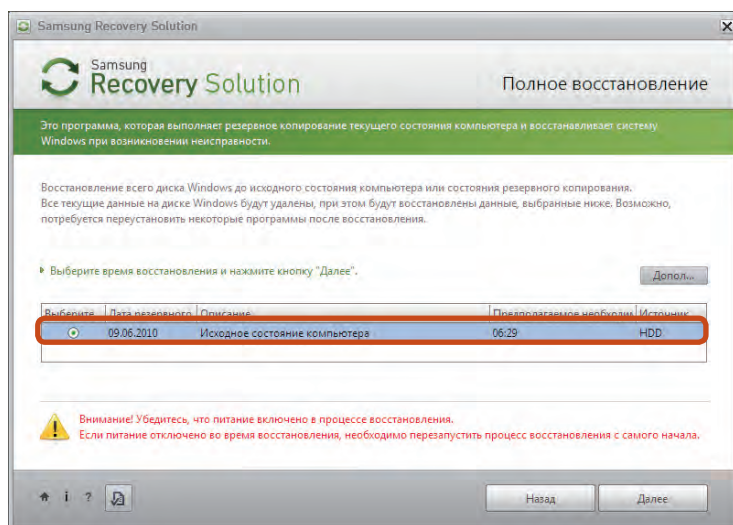 Samsung Recovery Solution
Samsung
Recovery Solution
Полное восстановление
Это программа, которая выполняет резервное копирование текущего состояния компьютера и восстанавливает систему
Windows при возникновении неисправности.
Восстановление всего диска Windows до исходного состояния компьютера или состояния резервного копирования.
Все текущие данные на диске Windows будут удалены, при этом будут восстановлены данные, выбранные ниже. Возможно,
потребуется переустановить некоторые программы после восстановления.
Выберите время восстановления и нажмите кнопку "Далее".
Допол...
Выберите Дата резервного Описание Предполагаемое необходим Источник
09.06.2010 Исходное состояние компьютера 06:29 HDD
Внимание! Убедитесь, что питание включено в процессе восстановления.
Если питание отключено во время восстановления, необходимо перезапустить процесс восстановления с самого начала.
i ? Назад Далее